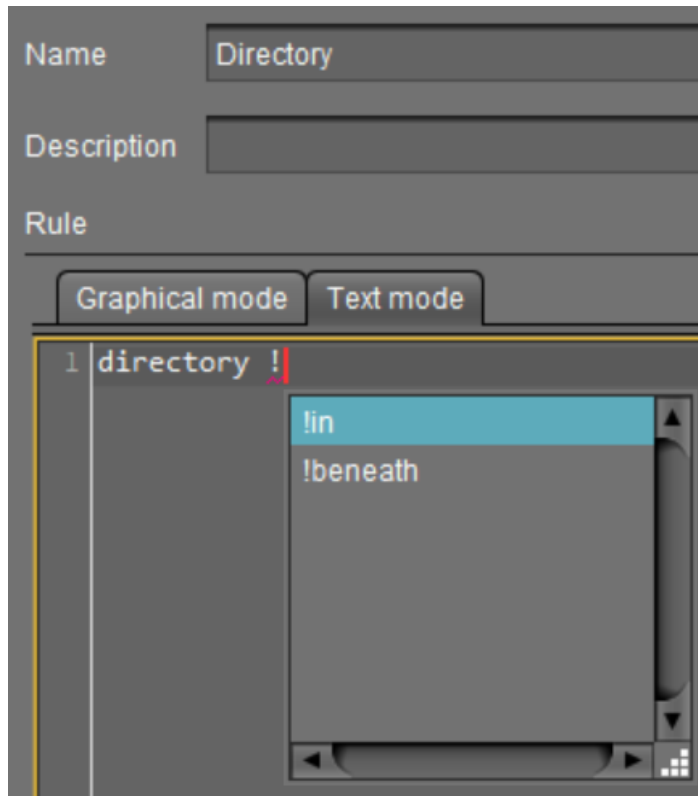 Name Directory
Description
Rule
Graphical mode Text mode
1 directory !
!in
!beneath